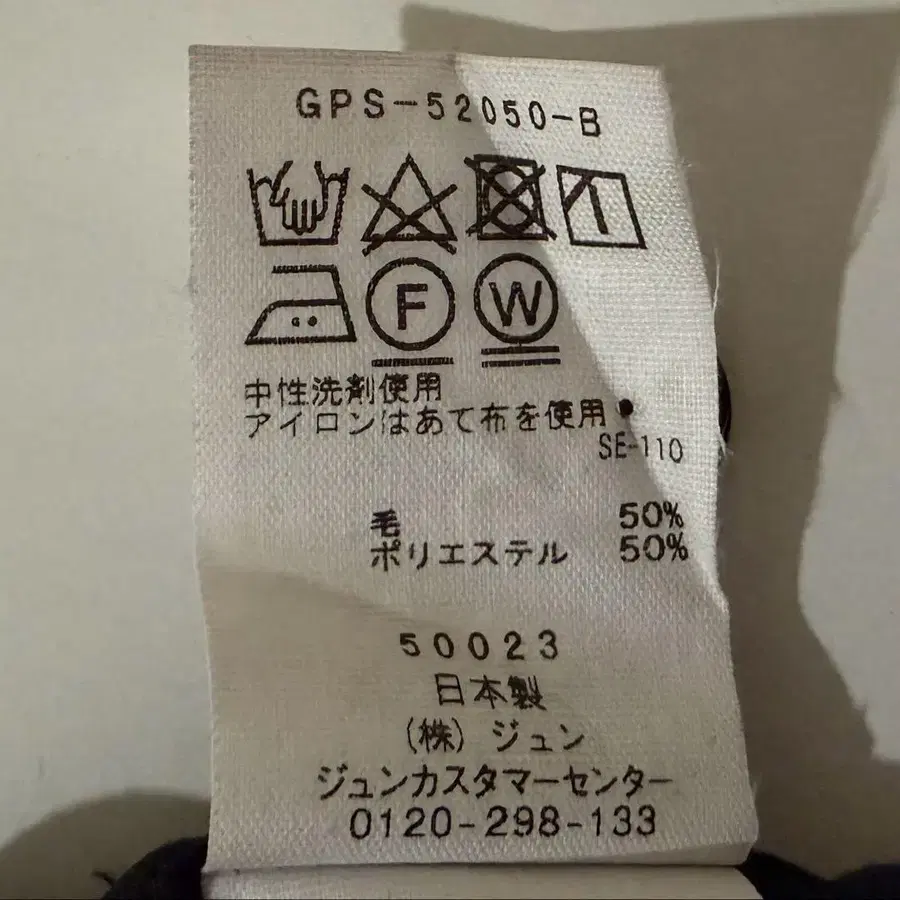 GPS-52050-B
F W
中性洗剤使用
アイロンはあて布を使用
SE-110
毛 50%
ポリエステル 50%
50023
日本製
(株) ジュン
ジュンカスタマーセンター
0120-298-133